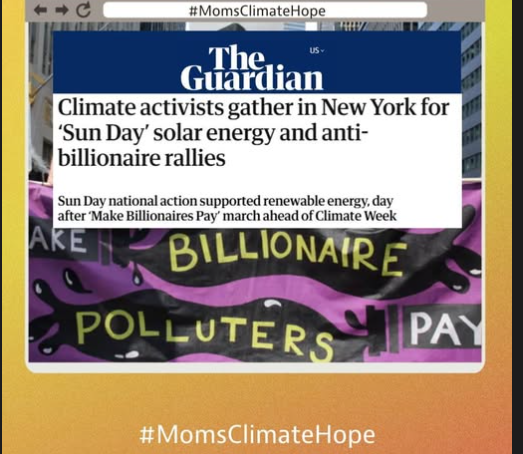 #MomsClimateHope
The
Guardian
US
Climate activists gather in New York for
‘Sun Day’ solar energy and anti-
billionaire rallies
Sun Day national action supported renewable energy, day
after ‘Make Billionaires Pay’ march ahead of Climate Week
AKE
BILLIONAIRE
POLLUTERS
PAY
#MomsClimateHope